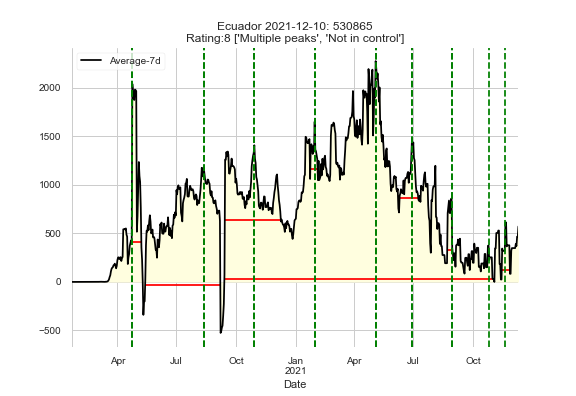 Ecuador 2021-12-10: 530865
Rating:8 ['Multiple peaks', 'Not in control']
Average-7d
2000
1500
1000
500
0
−500
Apr
Jul
Oct
Jan
2021
Apr
Jul
Oct
Date